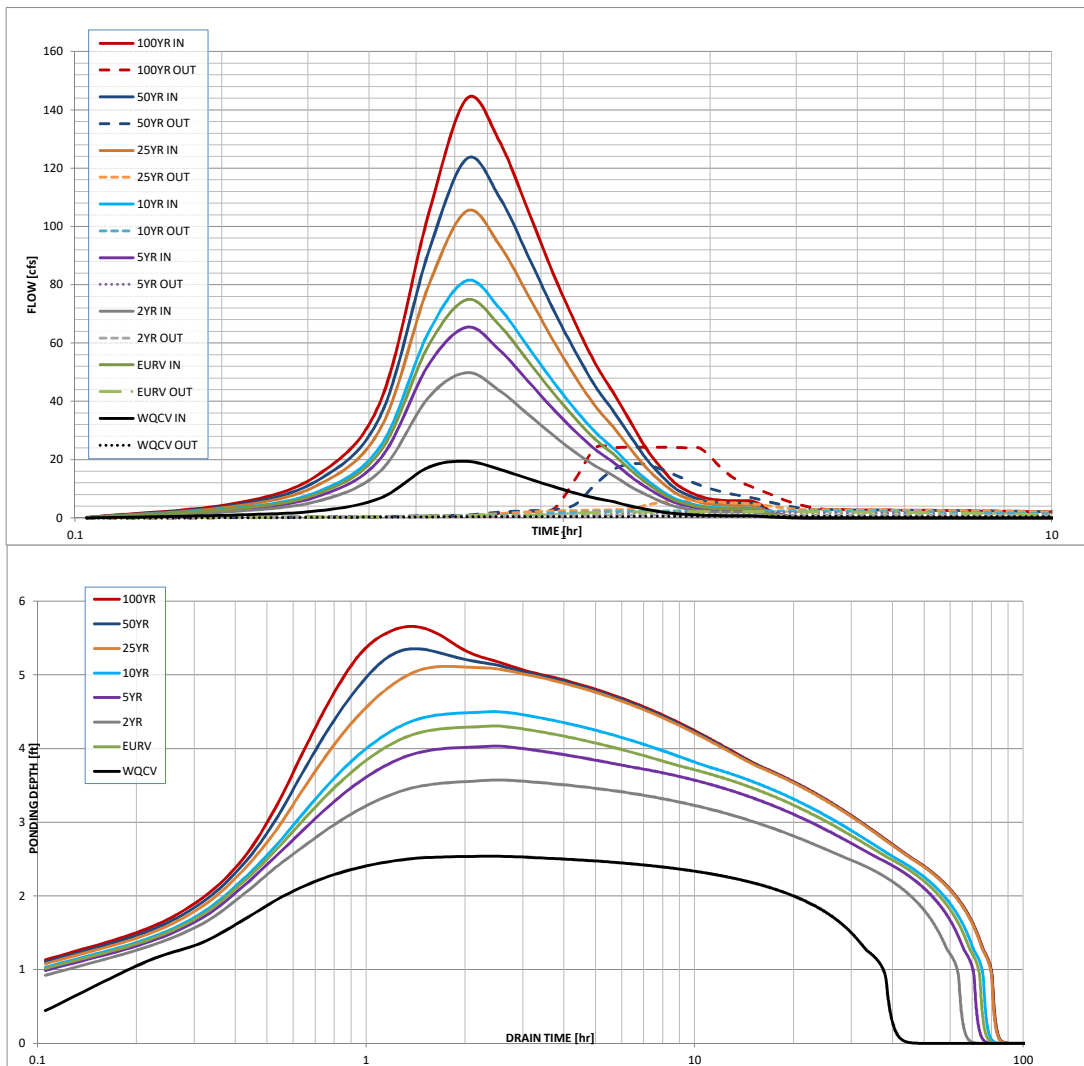 160
140
120
100
80
60
40
20
0
FLOW [cfs]
100YR IN
100YR OUT
50YR IN
50YR OUT
25YR IN
25YR OUT
10YR IN
10YR OUT
5YR IN
5YR OUT
2YR IN
2YR OUT
EURV IN
EURV OUT
WQCV IN
WQCV OUT
0.1
1
10
TIME [hr]
6
5
4
3
2
1
0
PONDING DEPTH [ft]
100YR
50YR
25YR
10YR
5YR
2YR
EURV
WQCV
DRAIN TIME [hr]
0.1
1
10
100